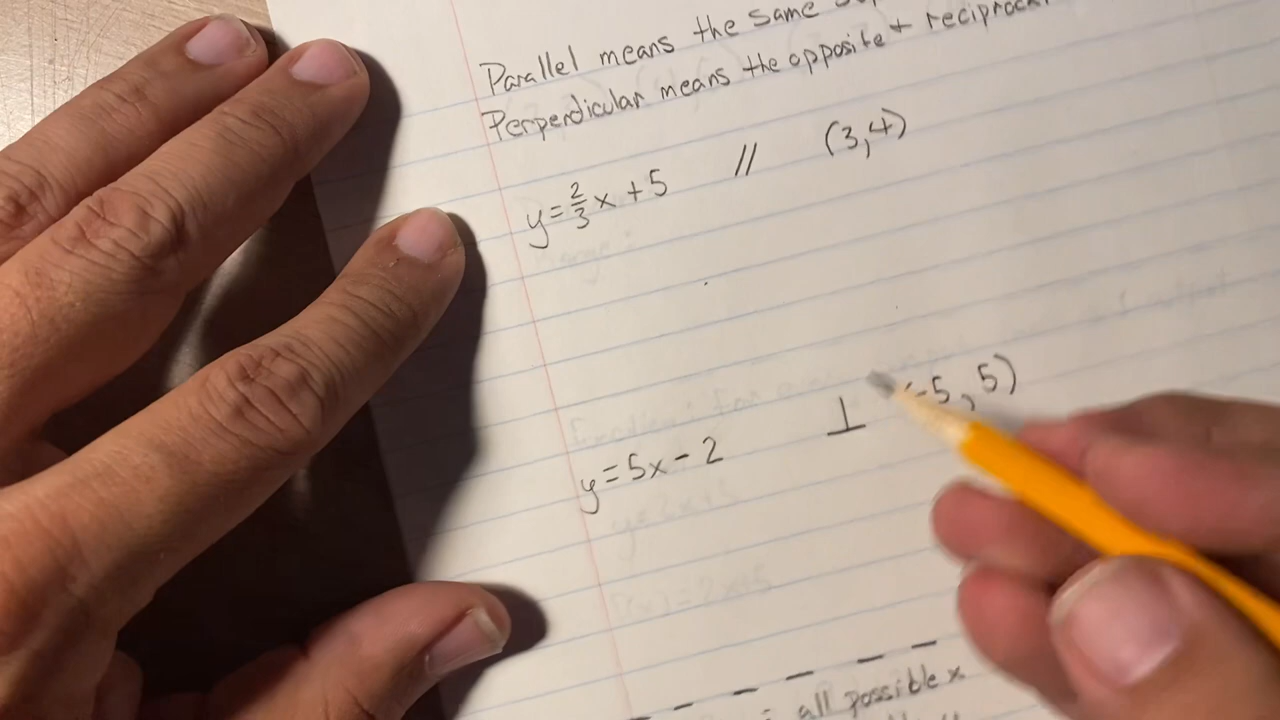 Parallel means the same
Perpendicular means the opposite + reciprocal
y = 2/3 x + 5 // (3,4)
y = 5x - 2 ⊥ (-5, 5)
all possible x